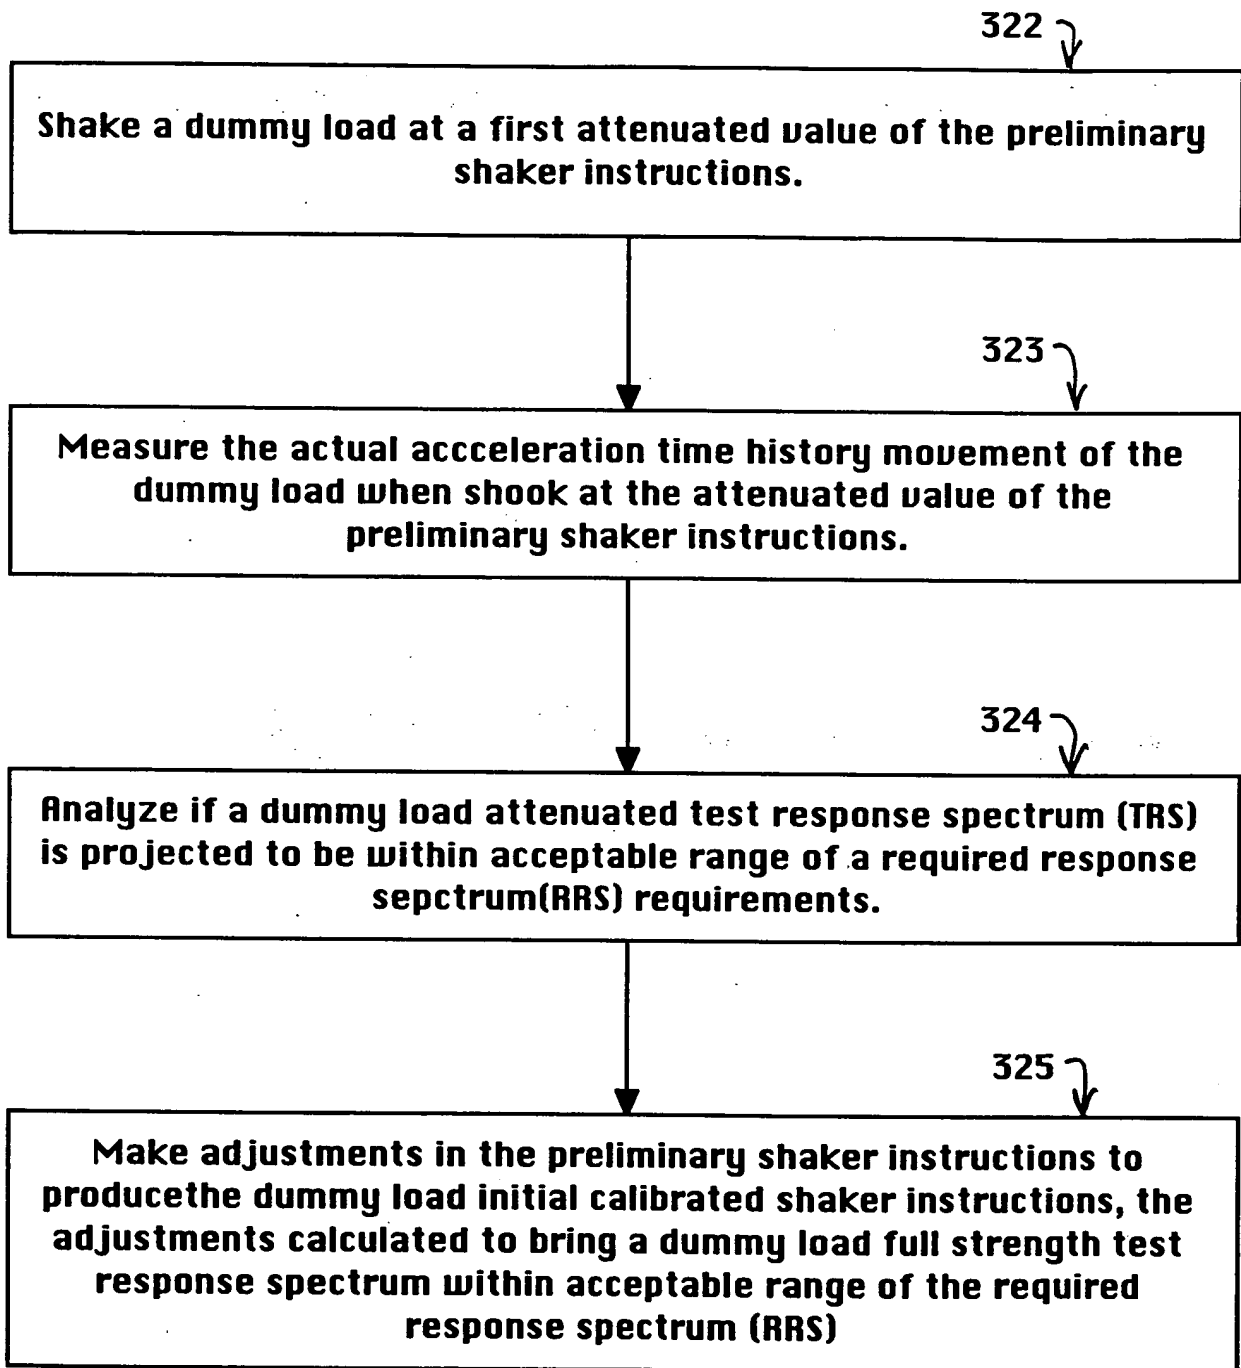 322
Shake a dummy load at a first attenuated value of the preliminary
shaker instructions.
323
Measure the actual accceleration time history movement of the
dummy load when shook at the attenuated value of the
preliminary shaker instructions.
324
Analyze if a dummy load attenuated test response spectrum (TRS)
is projected to be within acceptable range of a required response
sepctrum(RRS) requirements.
325
Make adjustments in the preliminary shaker instructions to
producethe dummy load initial calibrated shaker instructions, the
adjustments calculated to bring a dummy load full strength test
response spectrum within acceptable range of the required
response spectrum (RRS)